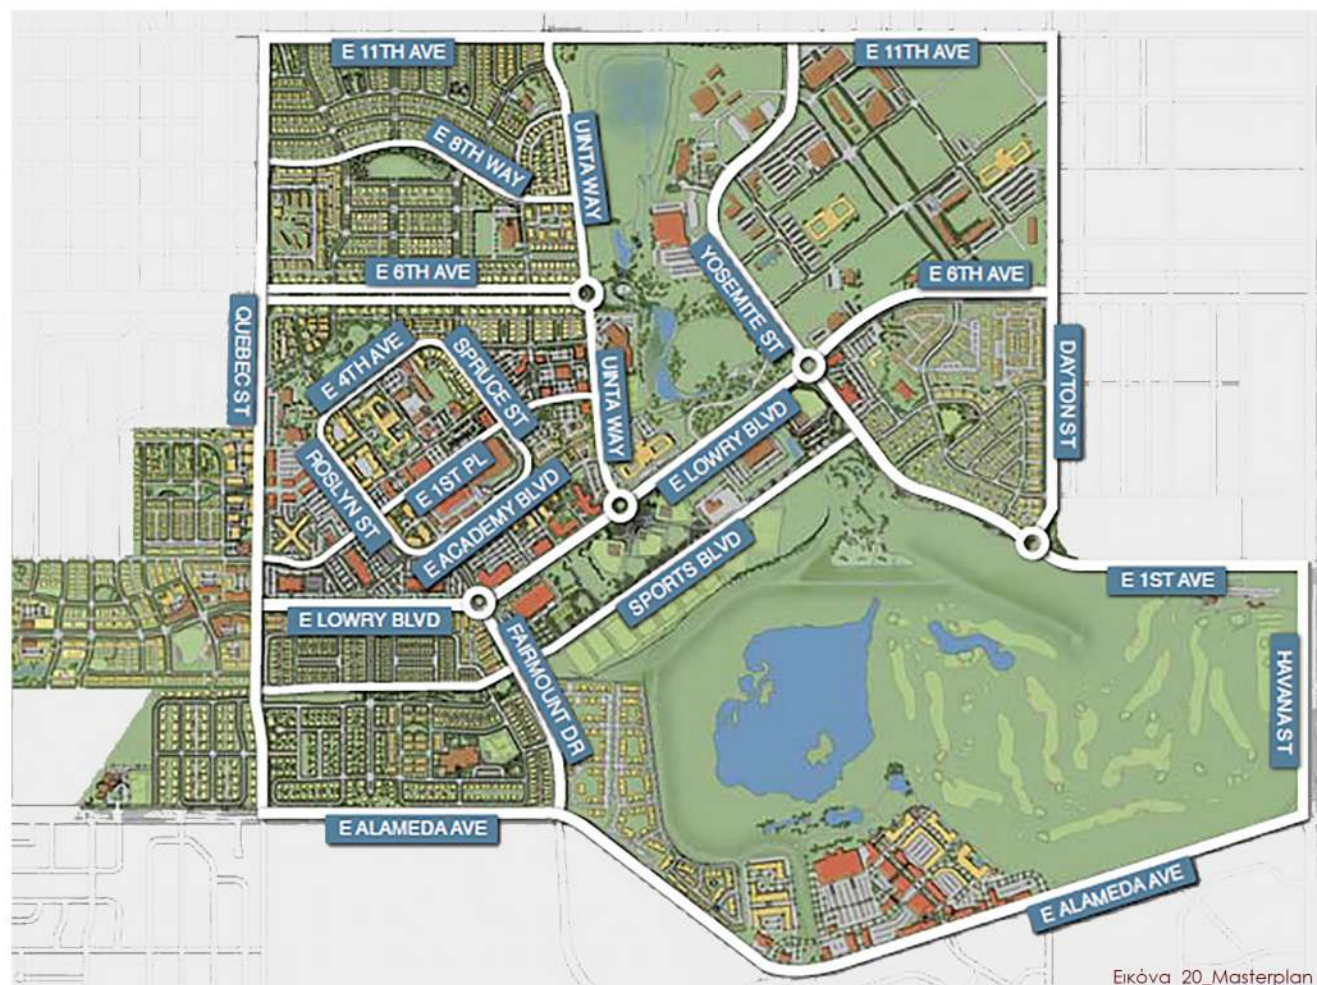 E 11TH AVE
E 11TH AVE
E 8TH WAY
UINTA WAY
YOSEMITE ST
E 6TH AVE
E 6TH AVE
QUEBEC ST
E 4TH AVE
SPRUCE ST
UINTA WAY
DAYTON ST
E LOWRY BLVD
ROSLYN ST
E 1ST PL
E ACADEMY BLVD
SPORTS BLVD
E 1ST AVE
E LOWRY BLVD
FAIRMOUNT DR
HAVANA ST
E ALAMEDA AVE
E ALAMEDA AVE
Εικόνα 20_Masterplan